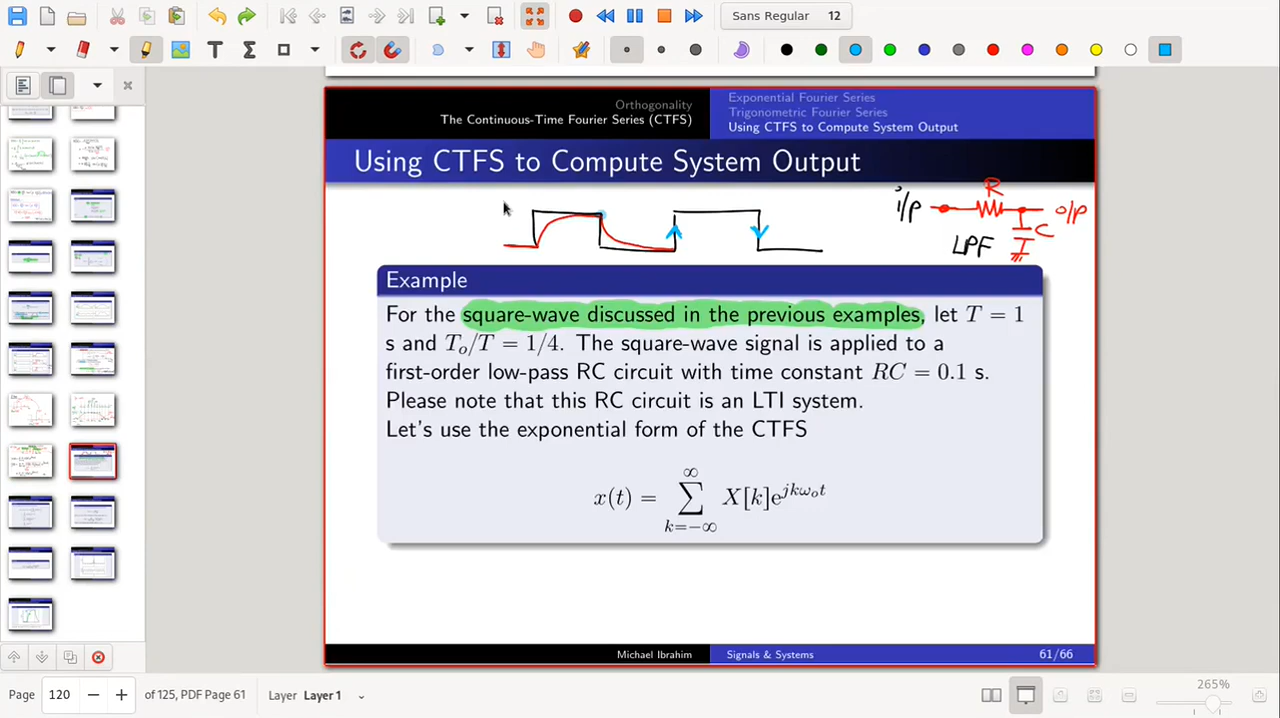 Sans Regular 12
Orthogonality
The Continuous-Time Fourier Series (CTFS)
Exponential Fourier Series
Trigonometric Fourier Series
Using CTFS to Compute System Output
Using CTFS to Compute System Output
i/p R o/p
C
LPF
Example
For the square-wave discussed in the previous examples, let T = 1
s and Tₒ/T = 1/4. The square-wave signal is applied to a
first-order low-pass RC circuit with time constant RC = 0.1 s.
Please note that this RC circuit is an LTI system.
Let's use the exponential form of the CTFS
x(t) = ∑_{k=−∞}^{∞} X[k]e^{jkωₒt}
Michael Ibrahim Signals & Systems 61/66
Page 120 of 125, PDF Page 61 Layer Layer 1 265%